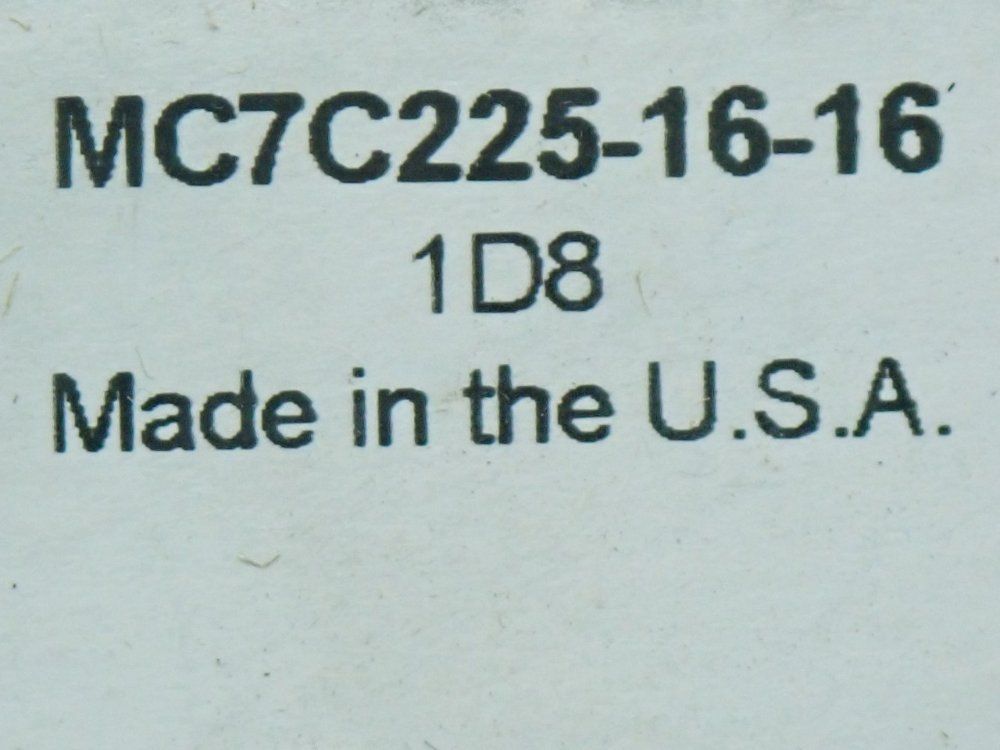 MC7C225-16-16
1D8
Made in the U.S.A.